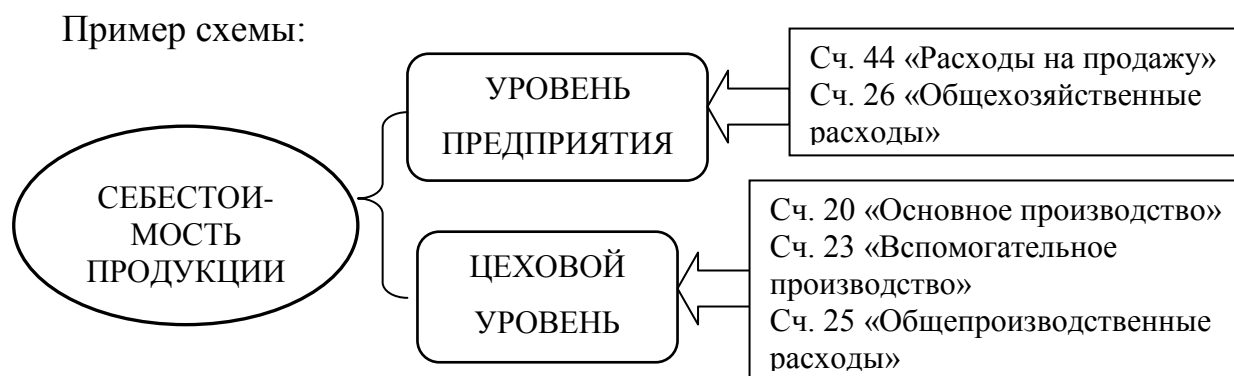 Пример схемы:
СЕБЕСТОИ-
МОСТЬ
ПРОДУКЦИИ
УРОВЕНЬ
ПРЕДПРИЯТИЯ
Сч. 44 «Расходы на продажу»
Сч. 26 «Общехозяйственные
расходы»
ЦЕХОВОЙ
УРОВЕНЬ
Сч. 20 «Основное производство»
Сч. 23 «Вспомогательное
производство»
Сч. 25 «Общепроизводственные
расходы»